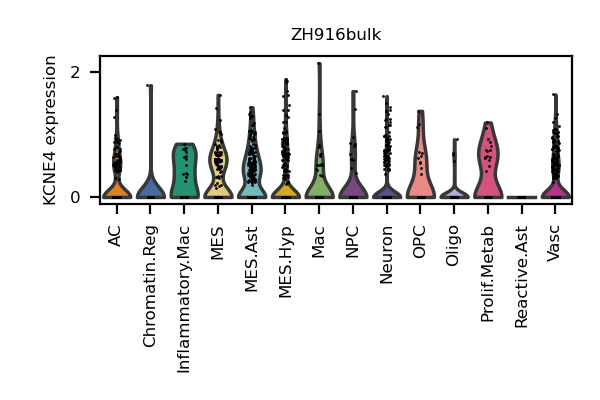 ZH916bulk
KCNE4 expression
2
0
AC
Chromatin.Reg
Inflammatory.Mac
MES
MES.Ast
MES.Hyp
Mac
NPC
Neuron
OPC
Oligo
Prolif.Metab
Reactive.Ast
Vasc